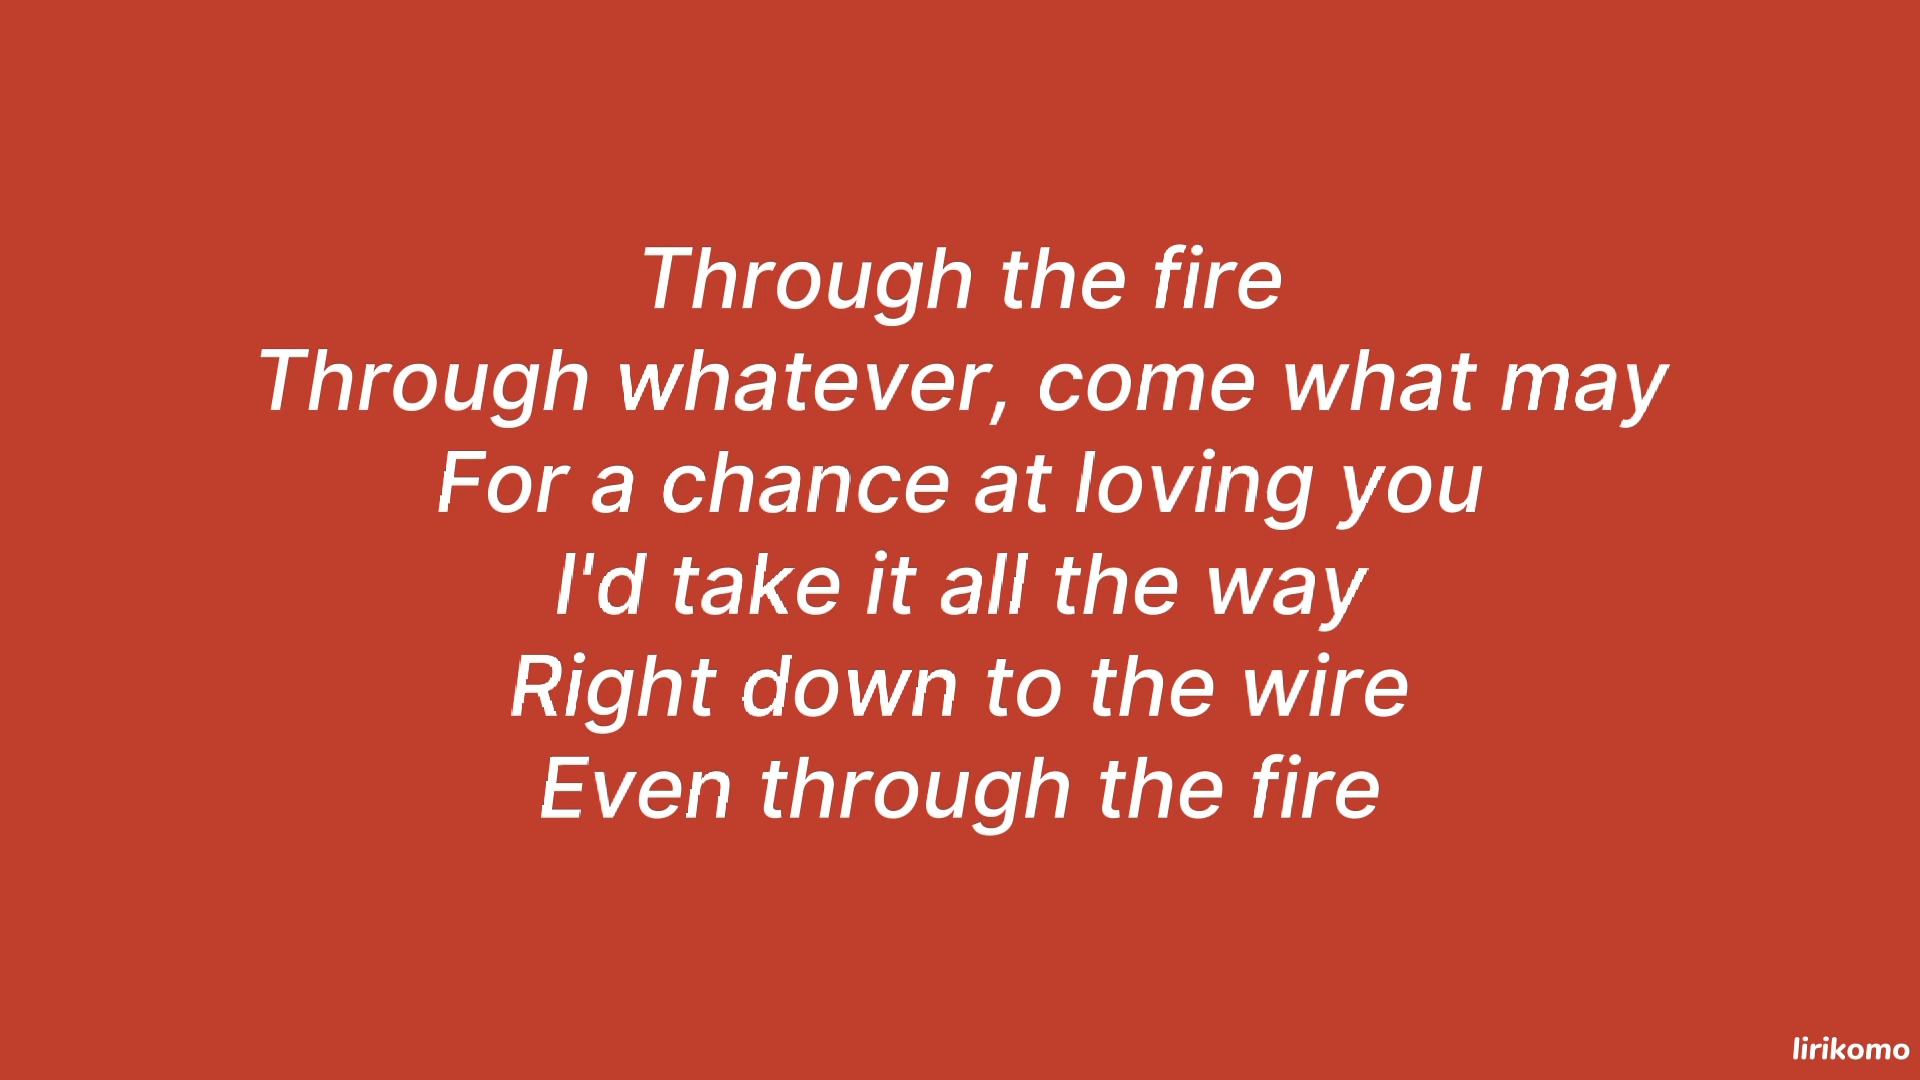 Through the fire
Through whatever, come what may
For a chance at loving you
I'd take it all the way
Right down to the wire
Even through the fire
lirikomo